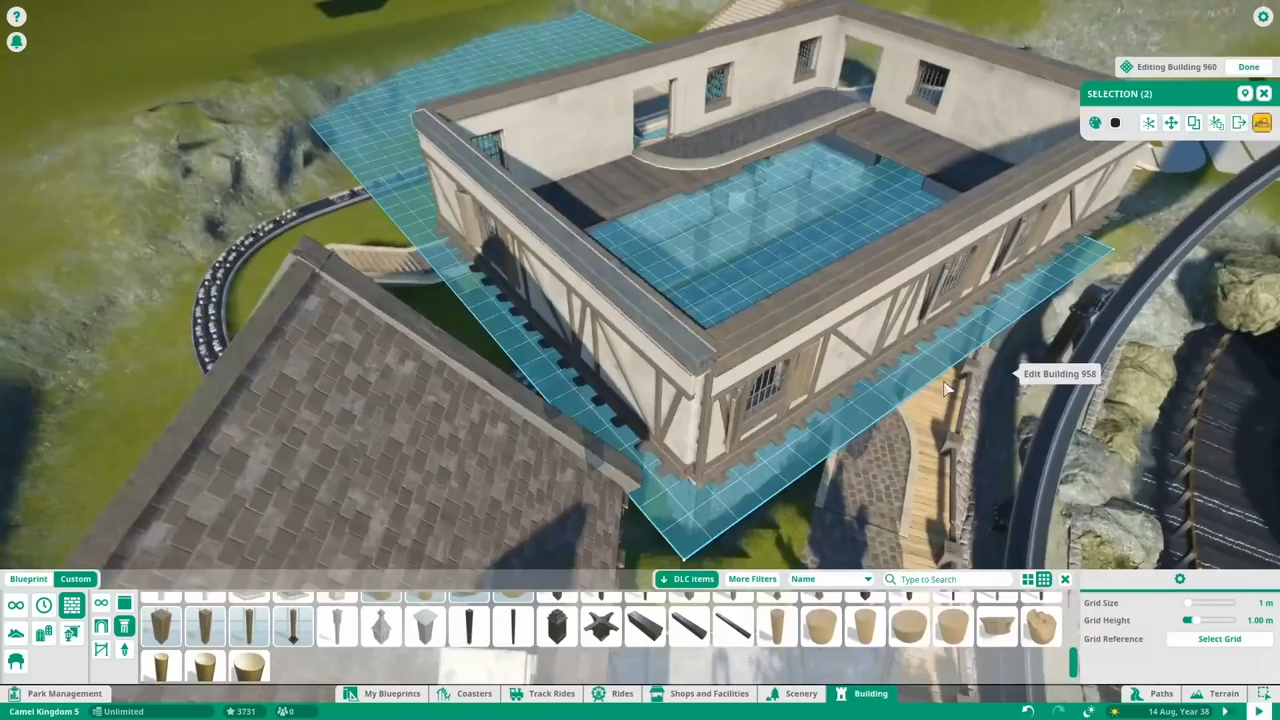 ?
Editing Building 960
Done
SELECTION (2)
Edit Building 958
Blueprint
Custom
DLC items
More Filters
Name
Type to Search
Grid Size
1 m
Grid Height
1.00 m
Grid Reference
Select Grid
Park Management
My Blueprints
Coasters
Track Rides
Rides
Shops and Facilities
Scenery
Building
Paths
Terrain
Camel Kingdom 5
Unlimited
3731
0
14 Aug, Year 38